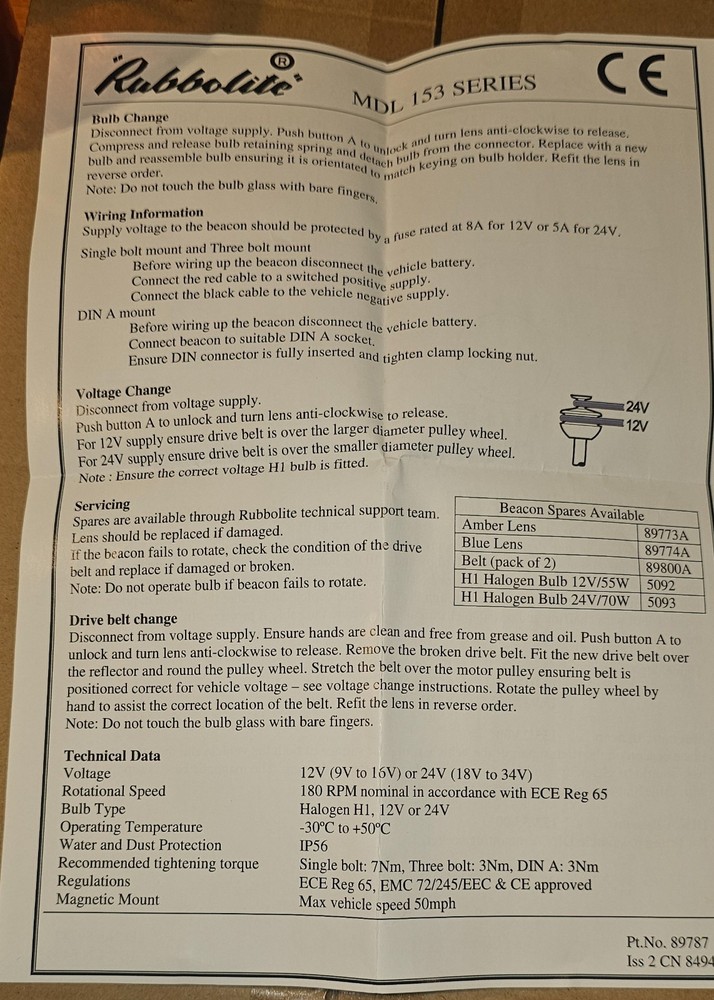 "Rubbolite" ®
MDL 153 SERIES
CE
Bulb Change
Disconnect from voltage supply. Push button A to unlock and turn lens anti-clockwise to release.
Compress and release bulb retaining spring and detach bulb from the connector. Replace with a new
bulb and reassemble bulb ensuring it is orientated to match keying on bulb holder. Refit the lens in
reverse order.
Note: Do not touch the bulb glass with bare fingers.
Wiring Information
Supply voltage to the beacon should be protected by a fuse rated at 8A for 12V or 5A for 24V.
Single bolt mount and Three bolt mount
Before wiring up the beacon disconnect the vehicle battery.
Connect the red cable to a switched positive supply.
Connect the black cable to the vehicle negative supply.
DIN A mount
Before wiring up the beacon disconnect the vehicle battery.
Connect beacon to suitable DIN A socket.
Ensure DIN connector is fully inserted and tighten clamp locking nut.
Voltage Change
Disconnect from voltage supply.
Push button A to unlock and turn lens anti-clockwise to release.
For 12V supply ensure drive belt is over the larger diameter pulley wheel.
For 24V supply ensure drive belt is over the smaller diameter pulley wheel.
Note : Ensure the correct voltage H1 bulb is fitted.
24V
12V
Servicing
Spares are available through Rubbolite technical support team.
Lens should be replaced if damaged.
If the beacon fails to rotate, check the condition of the drive
belt and replace if damaged or broken.
Note: Do not operate bulb if beacon fails to rotate.
Beacon Spares Available
Amber Lens 89773A
Blue Lens 89774A
Belt (pack of 2) 89800A
H1 Halogen Bulb 12V/55W 5092
H1 Halogen Bulb 24V/70W 5093
Drive belt change
Disconnect from voltage supply. Ensure hands are clean and free from grease and oil. Push button A to
unlock and turn lens anti-clockwise to release. Remove the broken drive belt. Fit the new drive belt over
the reflector and round the pulley wheel. Stretch the belt over the motor pulley ensuring belt is
positioned correct for vehicle voltage – see voltage change instructions. Rotate the pulley wheel by
hand to assist the correct location of the belt. Refit the lens in reverse order.
Note: Do not touch the bulb glass with bare fingers.
Technical Data
Voltage 12V (9V to 16V) or 24V (18V to 34V)
Rotational Speed 180 RPM nominal in accordance with ECE Reg 65
Bulb Type Halogen H1, 12V or 24V
Operating Temperature -30ºC to +50ºC
Water and Dust Protection IP56
Recommended tightening torque Single bolt: 7Nm, Three bolt: 3Nm, DIN A: 3Nm
Regulations ECE Reg 65, EMC 72/245/EEC & CE approved
Magnetic Mount Max vehicle speed 50mph
Pt.No. 89787
Iss 2 CN 8494